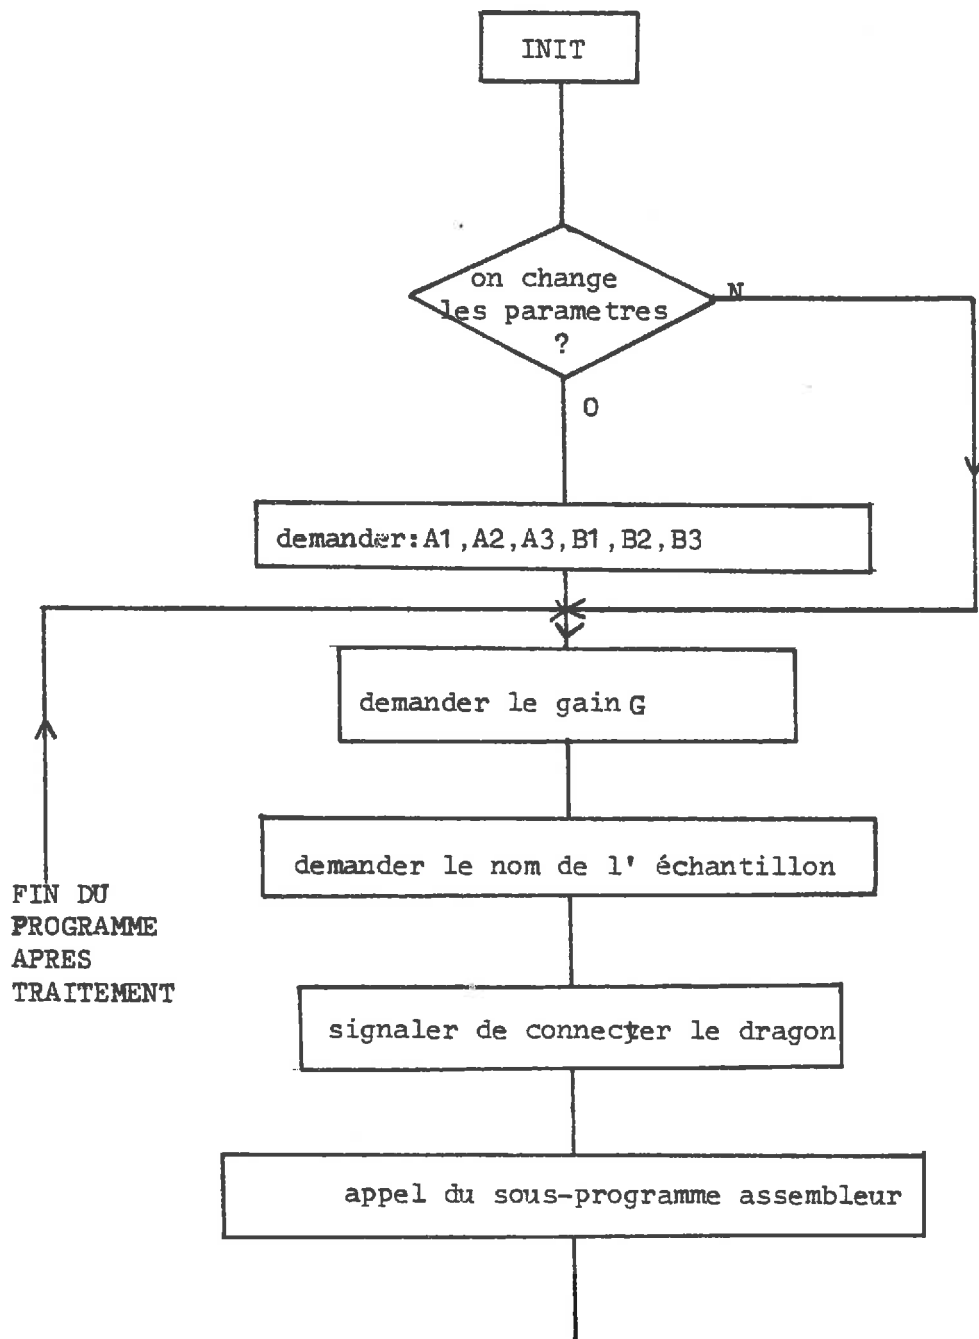 INIT
on change
les parametres
?
N
O
demander:A1,A2,A3,B1,B2,B3
demander le gain G
demander le nom de l' échantillon
FIN DU
PROGRAMME
APRES
TRAITEMENT
signaler de connecter le dragon
appel du sous-programme assembleur